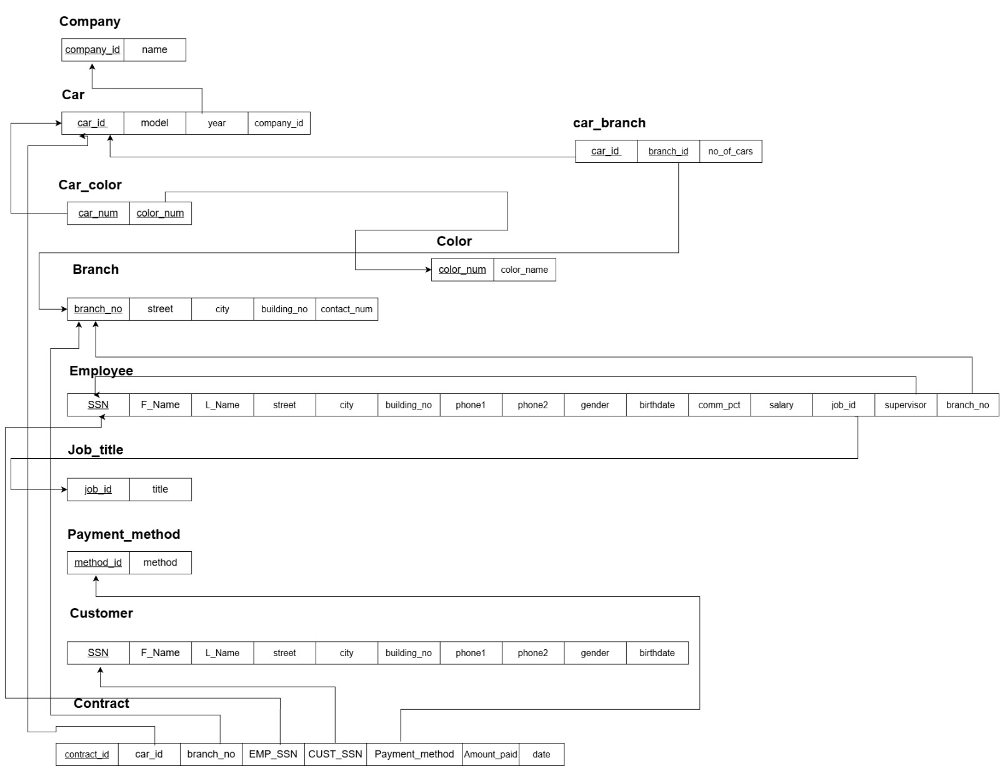 Company
company_id name
Car
car_id model year company_id
car_branch
car_id branch_id no_of_cars
Car_color
car_num color_num
Color
color_num color_name
Branch
branch_no street city building_no contact_num
Employee
SSN F_Name L_Name street city building_no phone1 phone2 gender birthdate comm_pct salary job_id supervisor branch_no
Job_title
job_id title
Payment_method
method_id method
Customer
SSN F_Name L_Name street city building_no phone1 phone2 gender birthdate
Contract
contract_id car_id branch_no EMP_SSN CUST_SSN Payment_method Amount_paid date